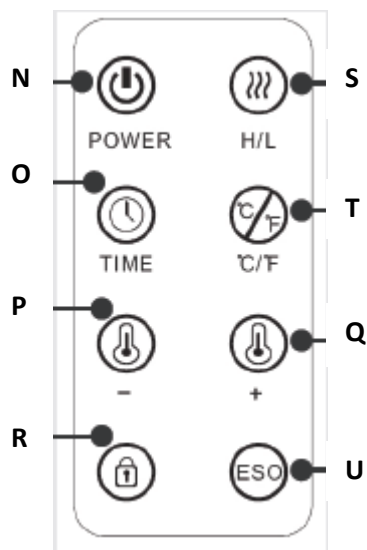 N S
POWER H/L
O T
℃ ℉
TIME ℃/℉
P Q
- +
R U
ESO